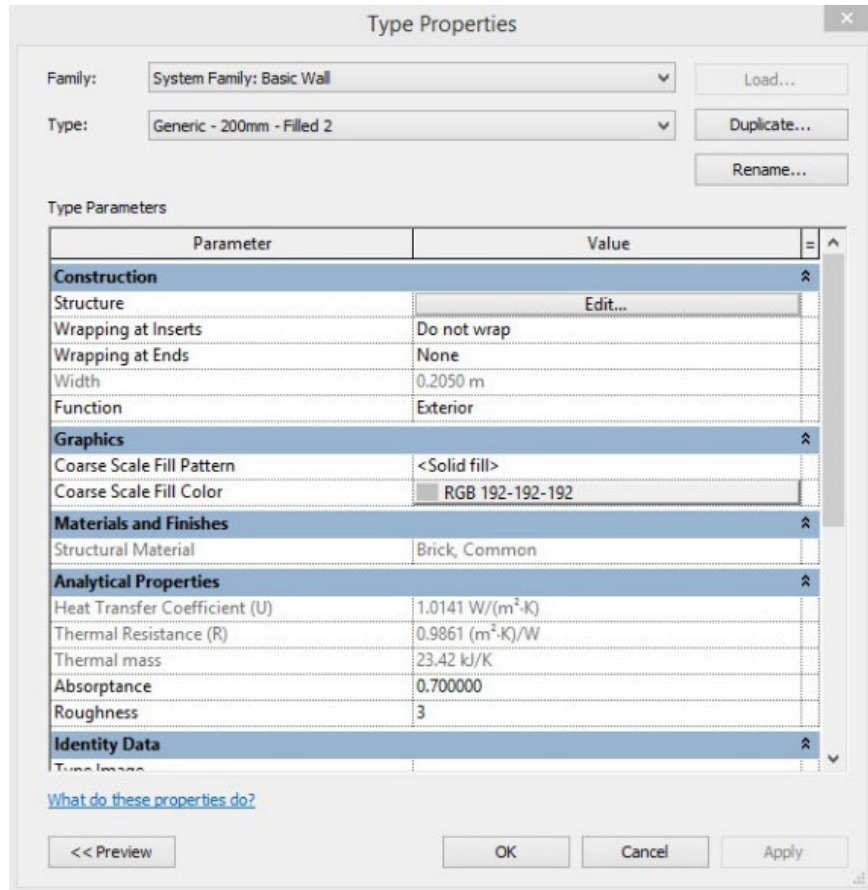 Type Properties
Family: System Family: Basic Wall Load...
Type: Generic - 200mm - Filled 2 Duplicate...
Rename...
Type Parameters
Parameter Value =
Construction
Structure Edit...
Wrapping at Inserts Do not wrap
Wrapping at Ends None
Width 0.2050 m
Function Exterior
Graphics
Coarse Scale Fill Pattern <Solid fill>
Coarse Scale Fill Color RGB 192-192-192
Materials and Finishes
Structural Material Brick, Common
Analytical Properties
Heat Transfer Coefficient (U) 1.0141 W/(m²·K)
Thermal Resistance (R) 0.9861 (m²·K)/W
Thermal mass 23.42 kJ/K
Absorptance 0.700000
Roughness 3
Identity Data
Type Image
What do these properties do?
<< Preview OK Cancel Apply